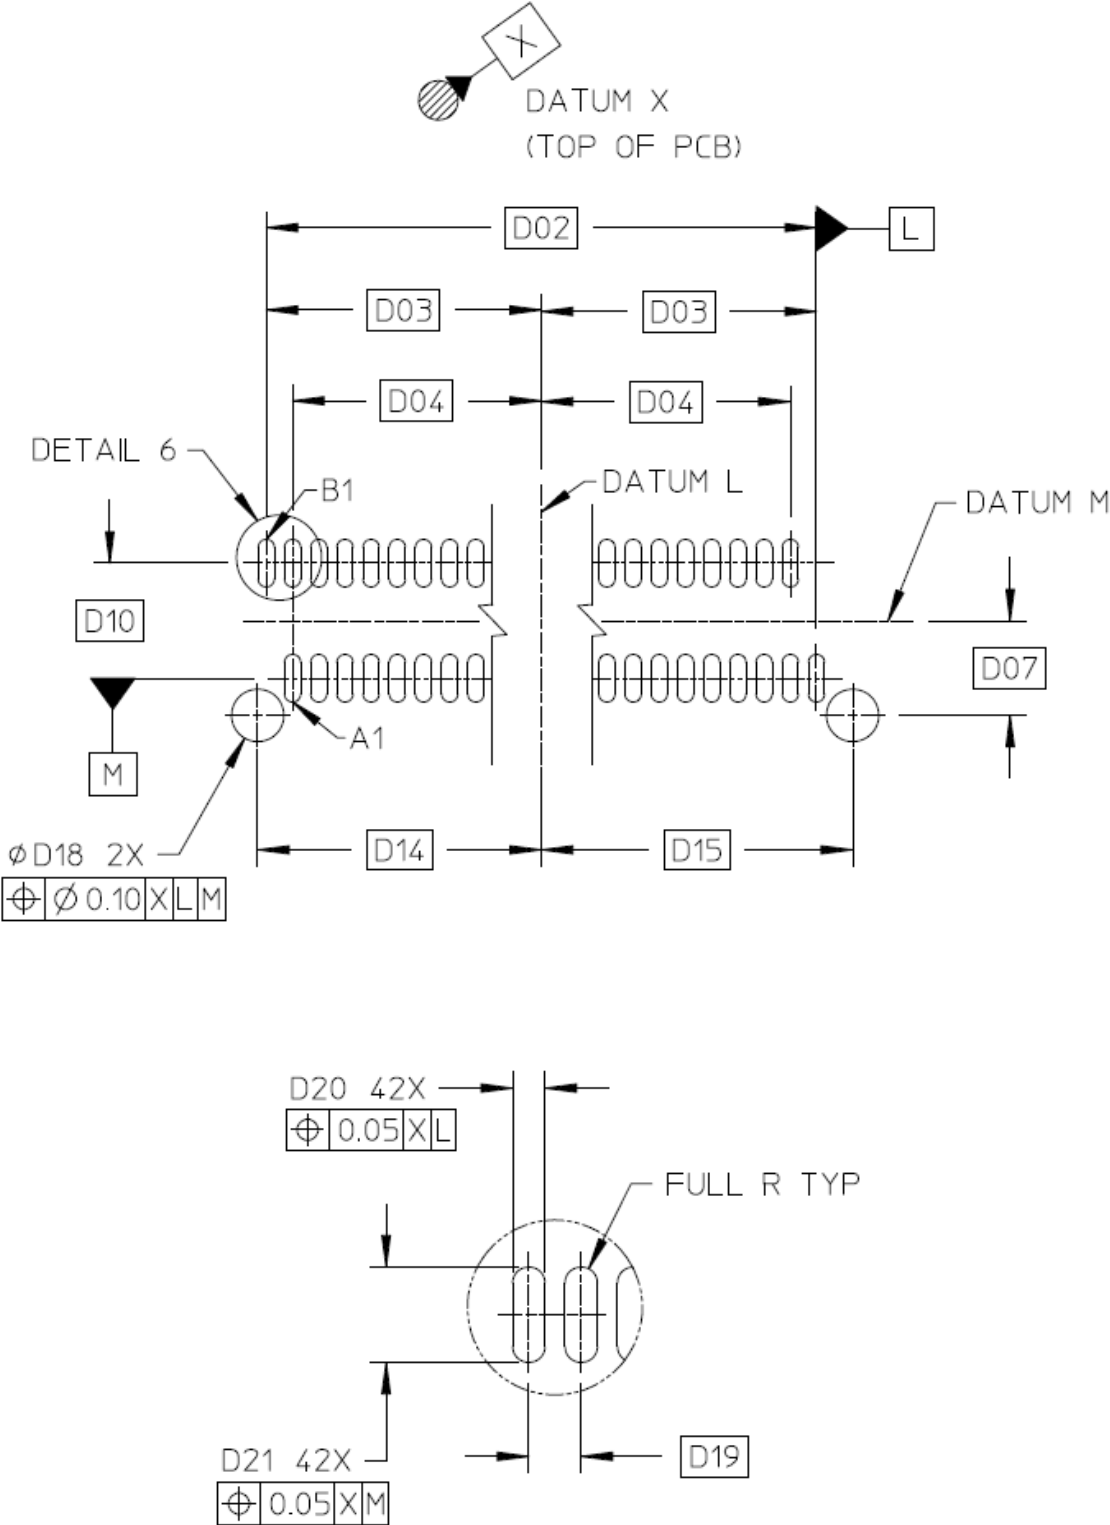 X
DATUM X
(TOP OF PCB)
D02
L
D03
D03
D04
D04
DETAIL 6
B1
DATUM L
DATUM M
D10
D07
A1
M
D14
D15
⌀D18 2X
⌖ ⌀0.10 X L M
D20 42X
⌖ 0.05 X L
FULL R TYP
D21 42X
D19
⌖ 0.05 X M